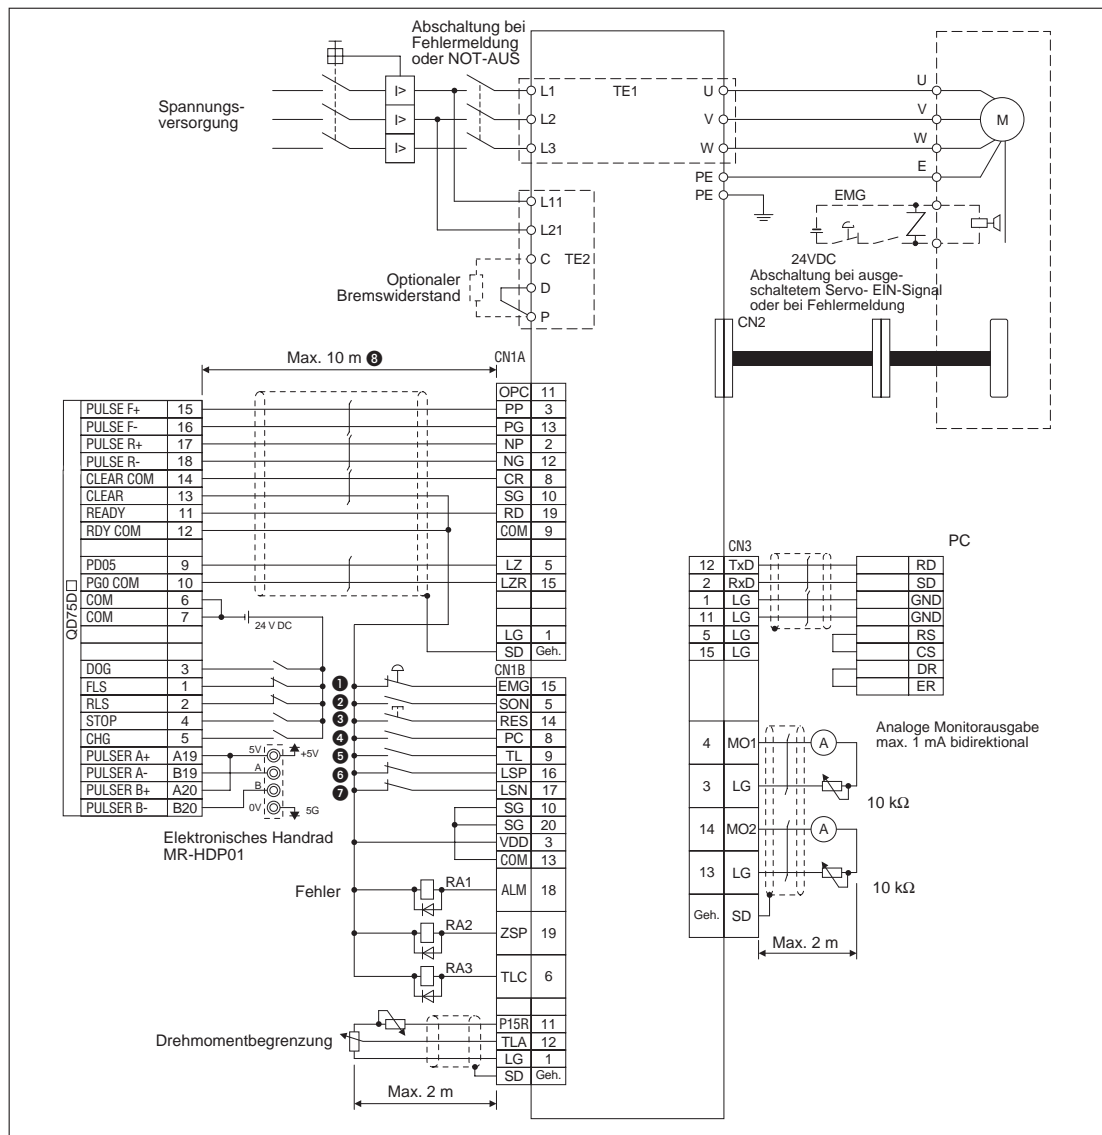 Abschaltung bei
Fehlermeldung
oder NOT-AUS
Spannungs-
versorgung
I>
I>
I>
L1
L2
L3
TE1
U
V
W
PE
PE
U
V
W
E
M
L11
L21
C
D
P
TE2
Optionaler
Bremswiderstand
EMG
24VDC
Abschaltung bei ausge-
schaltetem Servo- EIN-Signal
oder bei Fehlermeldung
CN2
Max. 10 m ❽
CN1A
QD75D□
PULSE F+ 15
PULSE F- 16
PULSE R+ 17
PULSE R- 18
CLEAR COM 14
CLEAR 13
READY 11
RDY COM 12
PD05 9
PG0 COM 10
COM 6
COM 7
DOG 3
FLS 1
RLS 2
STOP 4
CHG 5
PULSER A+ A19
PULSER A- B19
PULSER B+ A20
PULSER B- B20
24 V DC
5V
A
B
0V
+5V
5G
Elektronisches Handrad
MR-HDP01
OPC 11
PP 3
PG 13
NP 2
NG 12
CR 8
SG 10
RD 19
COM 9
LZ 5
LZR 15
LG 1
SD Geh.
CN1B
❶ EMG 15
❷ SON 5
❸ RES 14
❹ PC 8
❺ TL 9
❻ LSP 16
❼ LSN 17
SG 10
SG 20
VDD 3
COM 13
Fehler
RA1 ALM 18
RA2 ZSP 19
RA3 TLC 6
Drehmomentbegrenzung
P15R 11
TLA 12
LG 1
SD Geh.
Max. 2 m
CN3
PC
12 TxD
2 RxD
1 LG
11 LG
5 LG
15 LG
RD
SD
GND
GND
RS
CS
DR
ER
4 MO1
3 LG
14 MO2
13 LG
Geh. SD
A
A
Analoge Monitorausgabe
max. 1 mA bidirektional
10 kΩ
10 kΩ
Max. 2 m